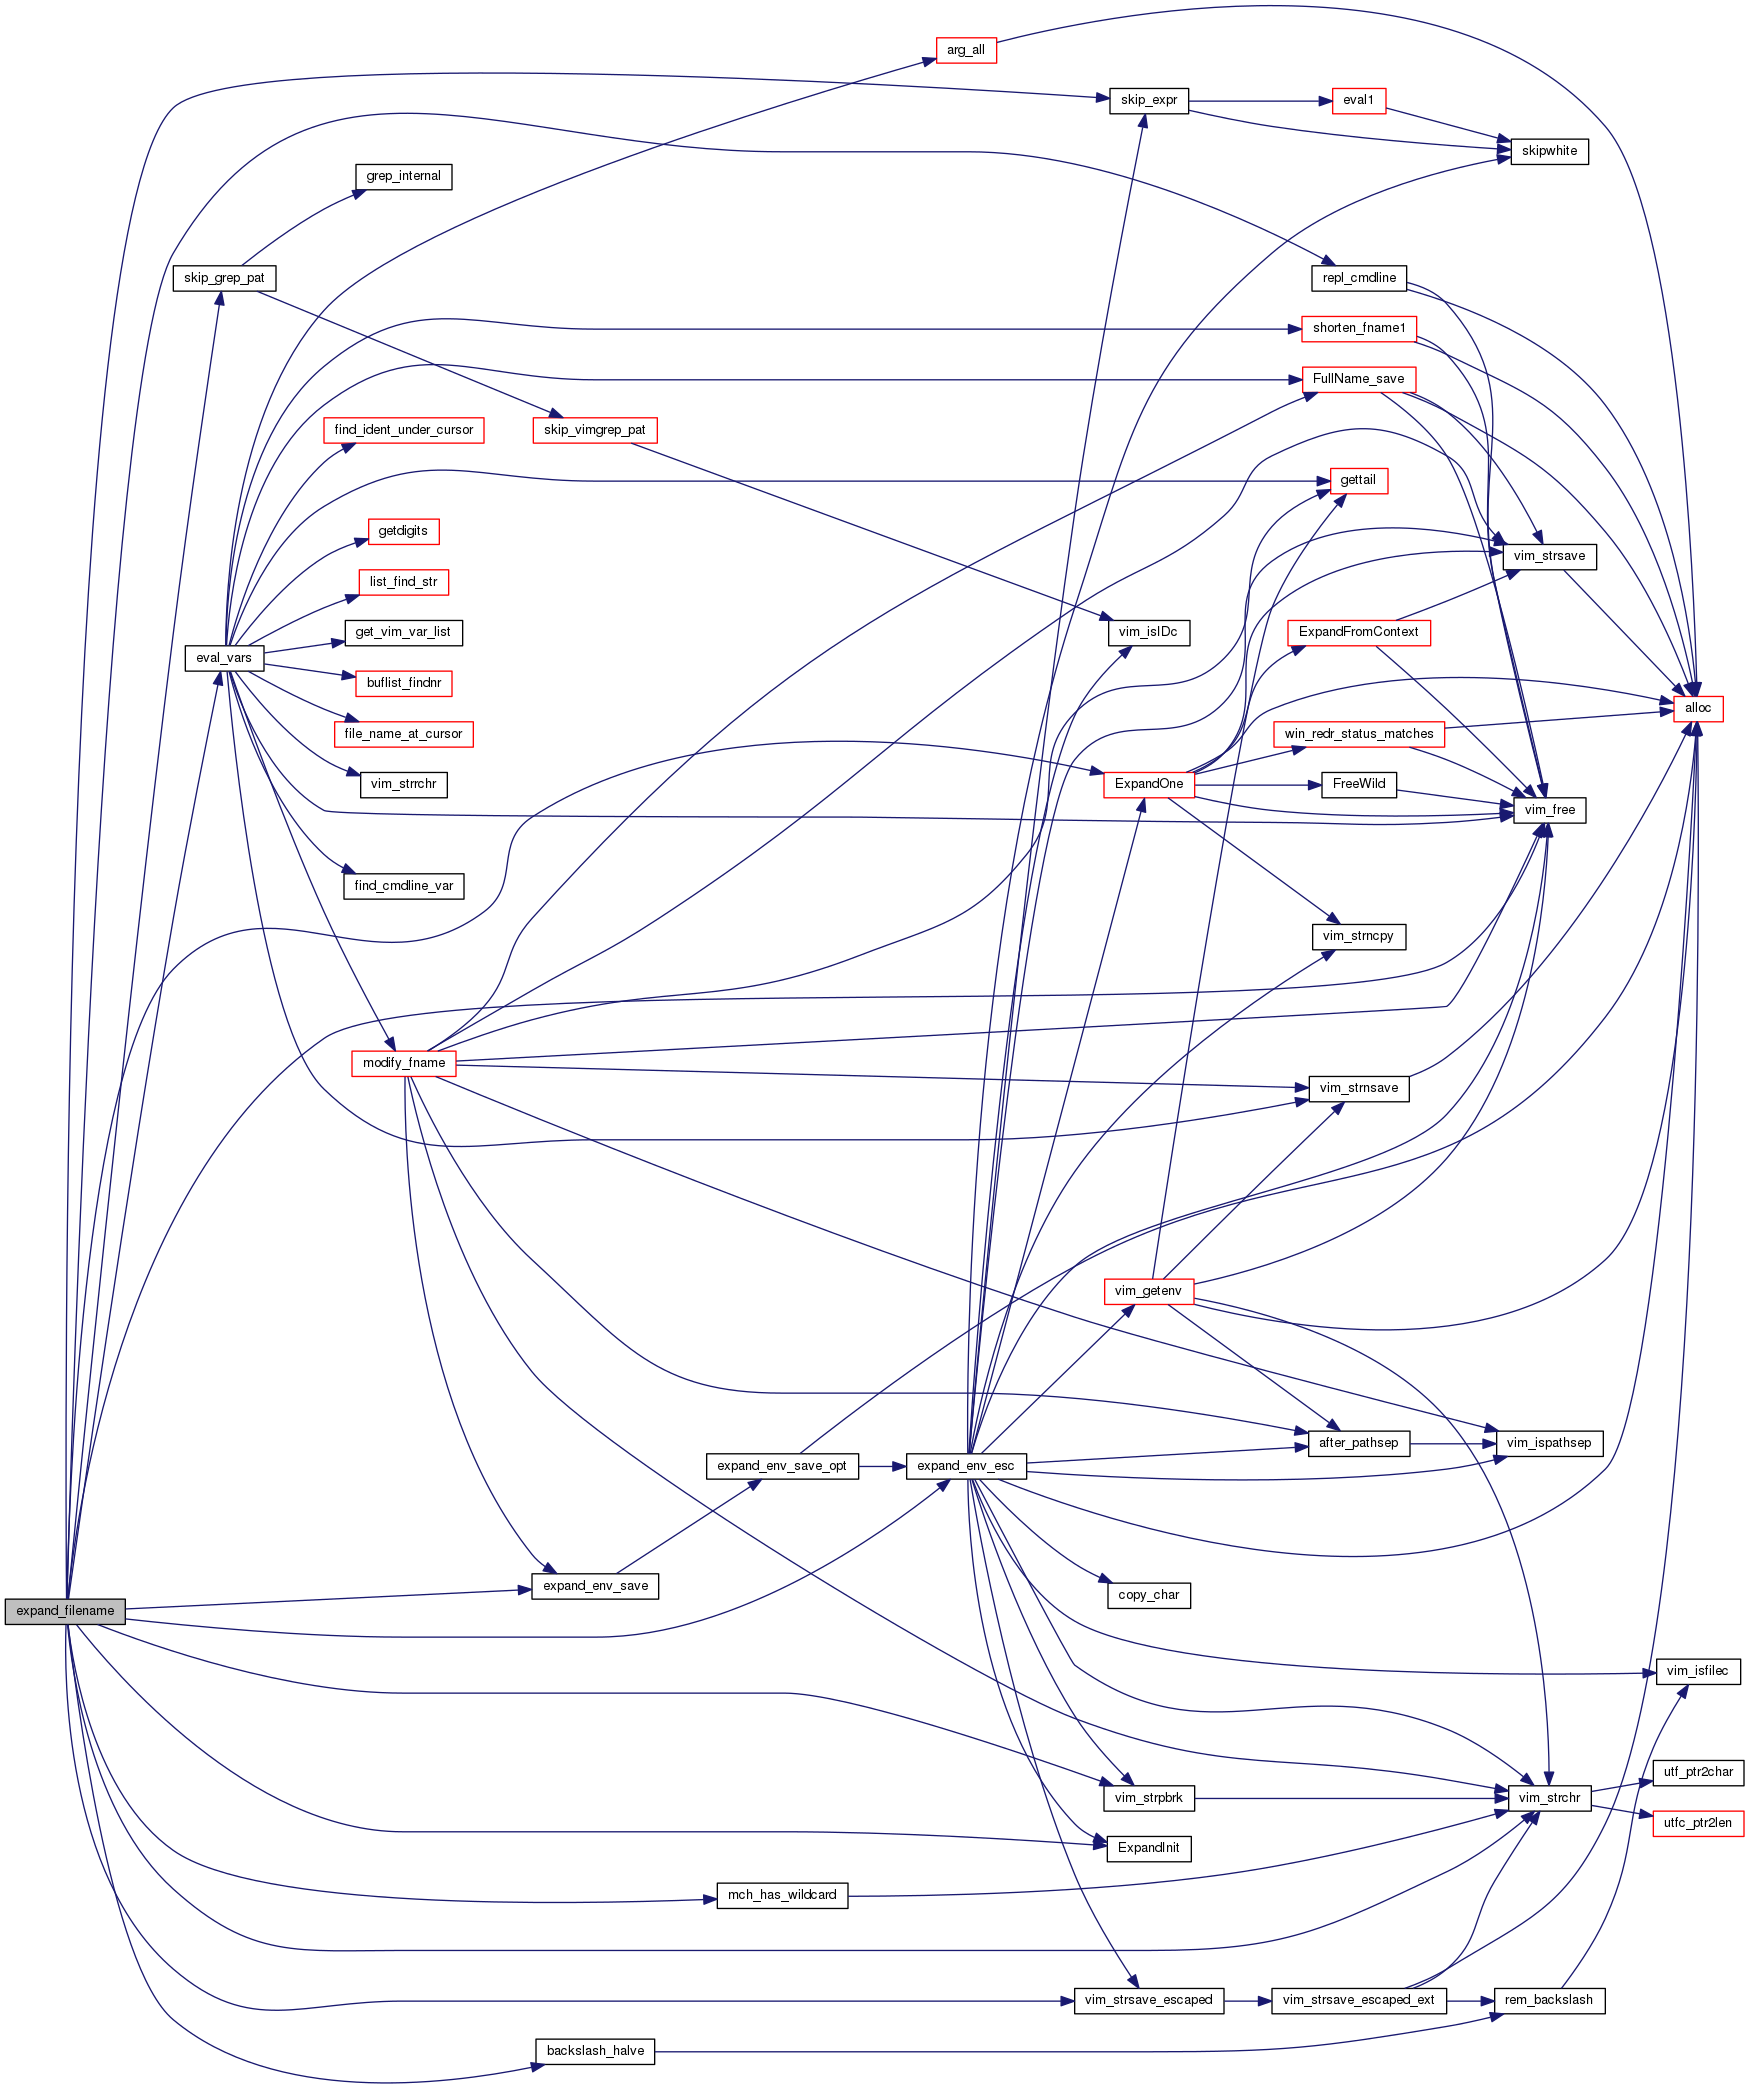 arg_all
skip_expr
eval1
skipwhite
grep_internal
skip_grep_pat
repl_cmdline
shorten_fname1
FullName_save
find_ident_under_cursor
skip_vimgrep_pat
gettail
getdigits
vim_strsave
list_find_str
get_vim_var_list
vim_isIDc
ExpandFromContext
eval_vars
buflist_findnr
alloc
file_name_at_cursor
win_redr_status_matches
vim_strrchr
ExpandOne
FreeWild
vim_free
find_cmdline_var
vim_strncpy
modify_fname
vim_strnsave
vim_getenv
after_pathsep
vim_ispathsep
expand_env_save_opt
expand_env_esc
expand_env_save
copy_char
expand_filename
vim_isfilec
utf_ptr2char
vim_strpbrk
vim_strchr
utfc_ptr2len
ExpandInit
mch_has_wildcard
vim_strsave_escaped
vim_strsave_escaped_ext
rem_backslash
backslash_halve